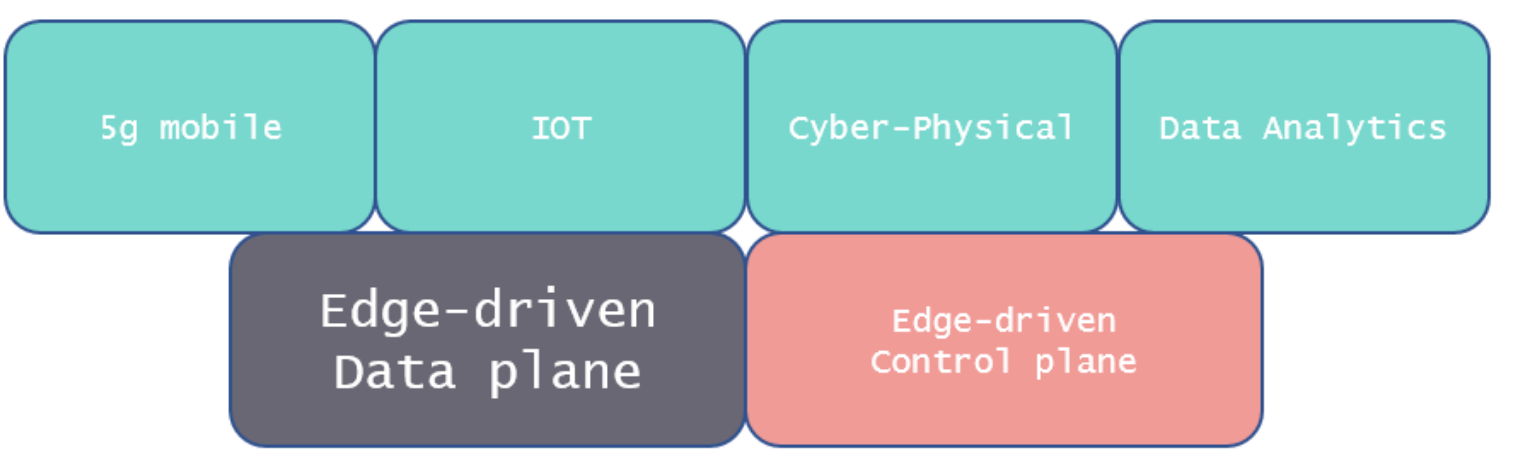 5g mobile
IOT
Cyber-Physical
Data Analytics
Edge-driven
Data plane
Edge-driven
Control plane